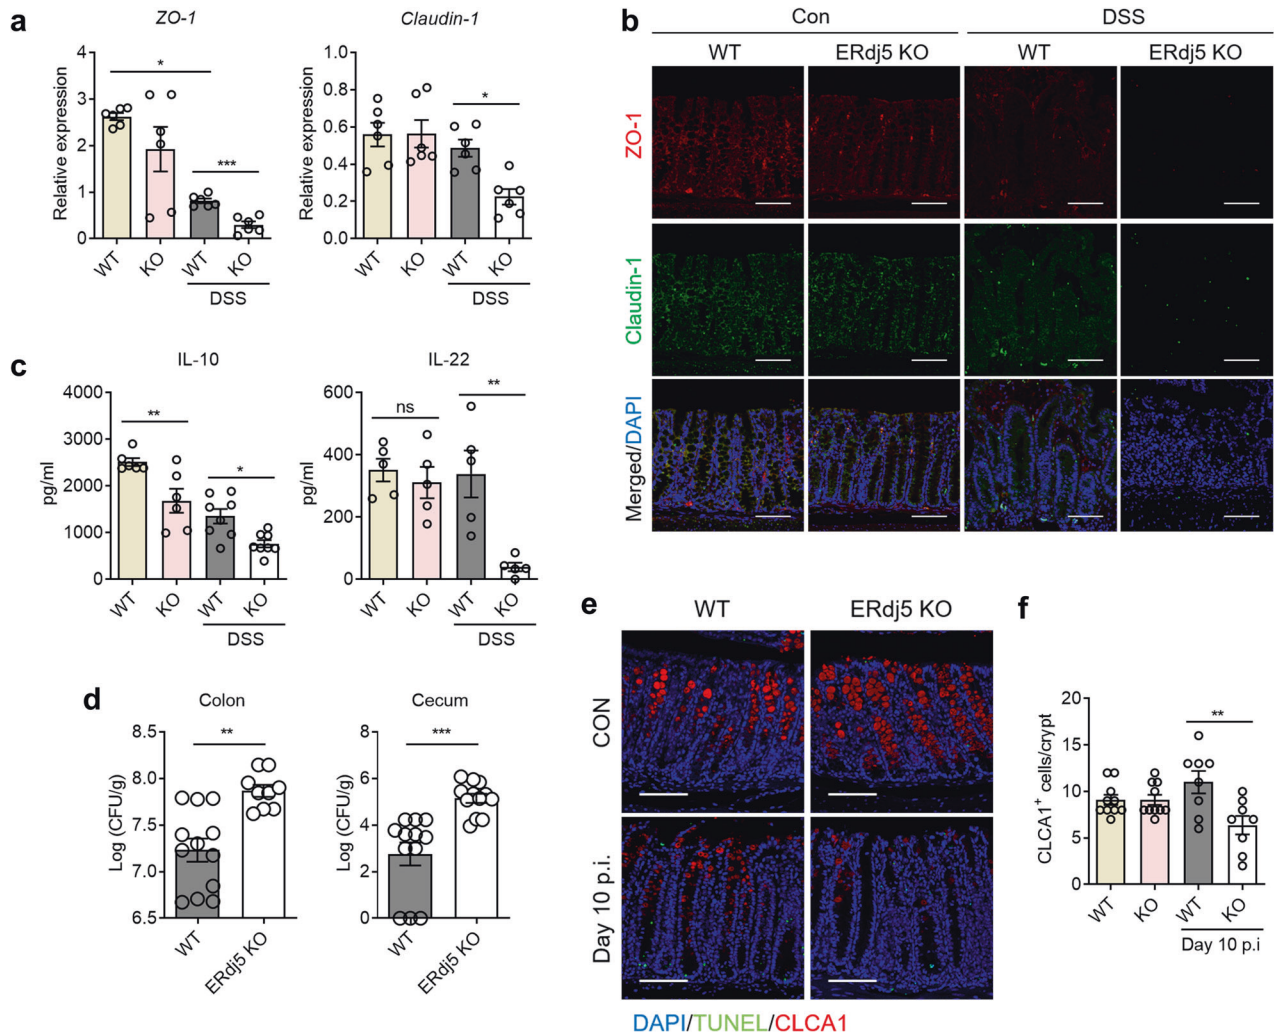 a
ZO-1
Relative expression
4
3
2
1
0
*
***
WT
KO
WT
KO
DSS
Claudin-1
Relative expression
1.0
0.8
0.6
0.4
0.2
0.0
*
WT
KO
WT
KO
DSS
b
Con
DSS
WT
ERdj5 KO
WT
ERdj5 KO
ZO-1
Claudin-1
Merged/DAPI
c
IL-10
pg/ml
4000
3000
2000
1000
0
**
*
WT
KO
WT
KO
DSS
IL-22
pg/ml
600
400
200
0
ns
**
WT
KO
WT
KO
DSS
d
Colon
Log (CFU/g)
8.5
8.0
7.5
7.0
6.5
**
WT
ERdj5 KO
Cecum
Log (CFU/g)
8
6
4
2
0
***
WT
ERdj5 KO
e
WT
ERdj5 KO
CON
Day 10 p.i.
DAPI/TUNEL/CLCA1
f
CLCA1+ cells/crypt
20
15
10
5
0
**
WT
KO
WT
KO
Day 10 p.i